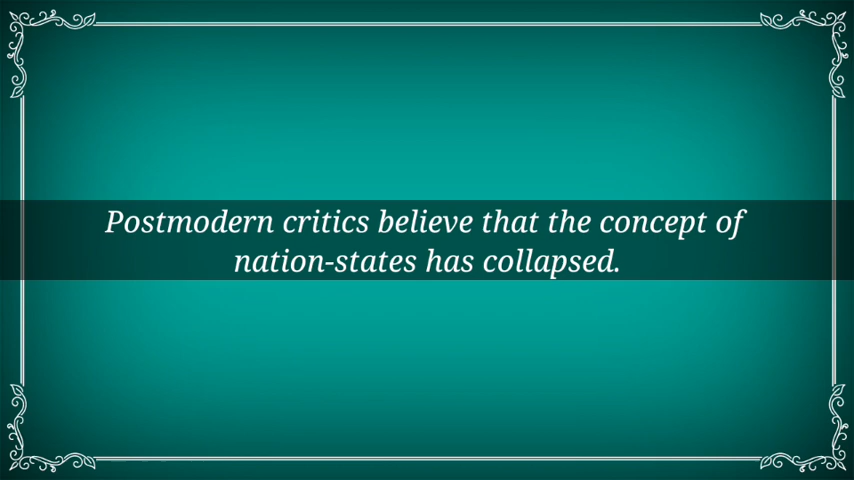 Postmodern critics believe that the concept of
nation-states has collapsed.